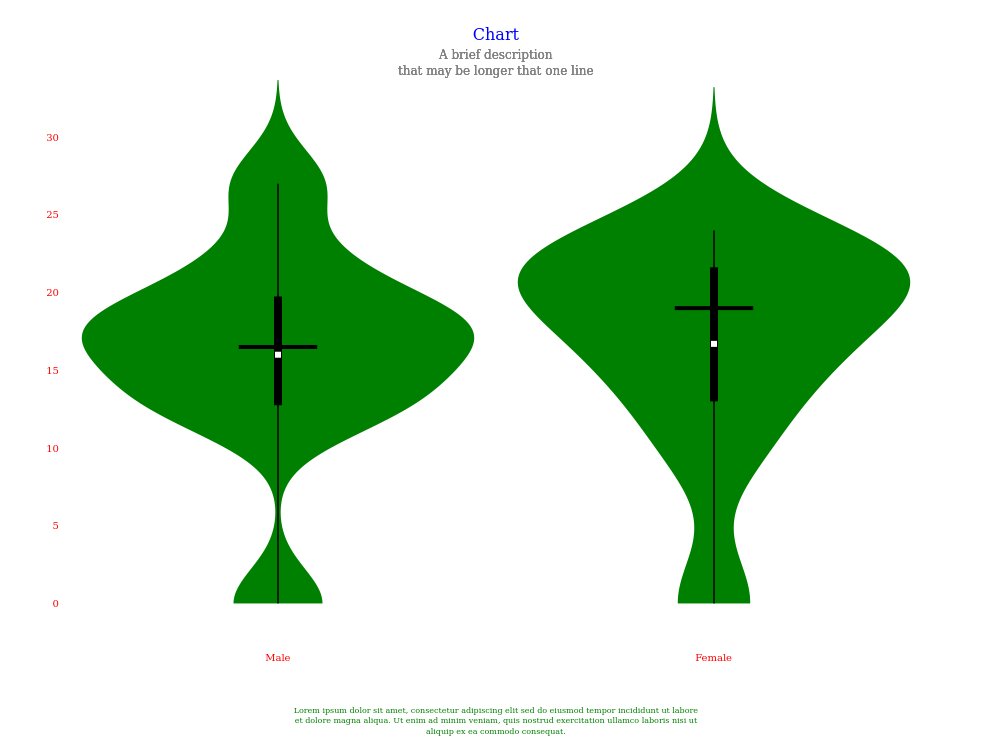 Chart
A brief description
that may be longer that one line
30
25
20
15
10
5
0
Male
Female
Lorem ipsum dolor sit amet, consectetur adipiscing elit sed do eiusmod tempor incididunt ut labore
et dolore magna aliqua. Ut enim ad minim veniam, quis nostrud exercitation ullamco laboris nisi ut
aliquip ex ea commodo consequat.